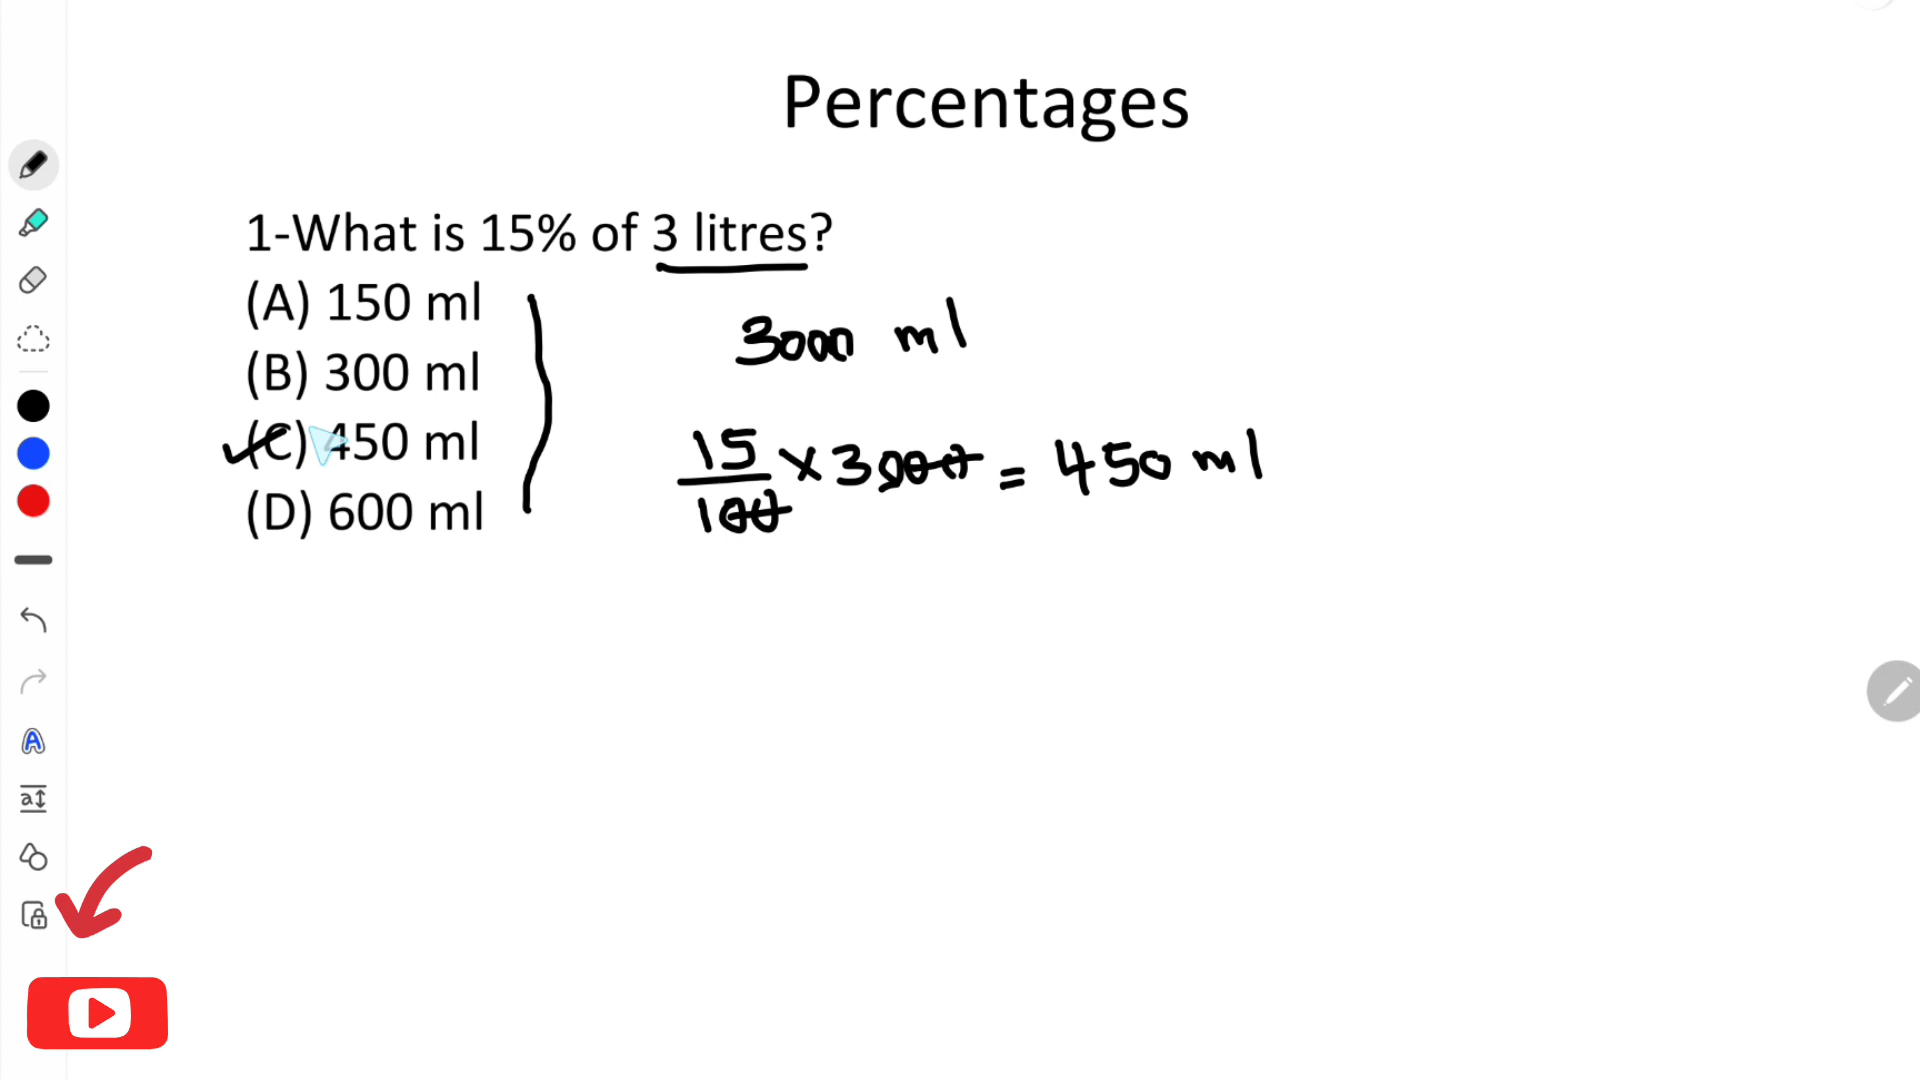 Percentages
1-What is 15% of 3 litres?
(A) 150 ml
(B) 300 ml
(C) 450 ml
(D) 600 ml
3000 ml
15/100 × 3000 = 450 ml
A
a